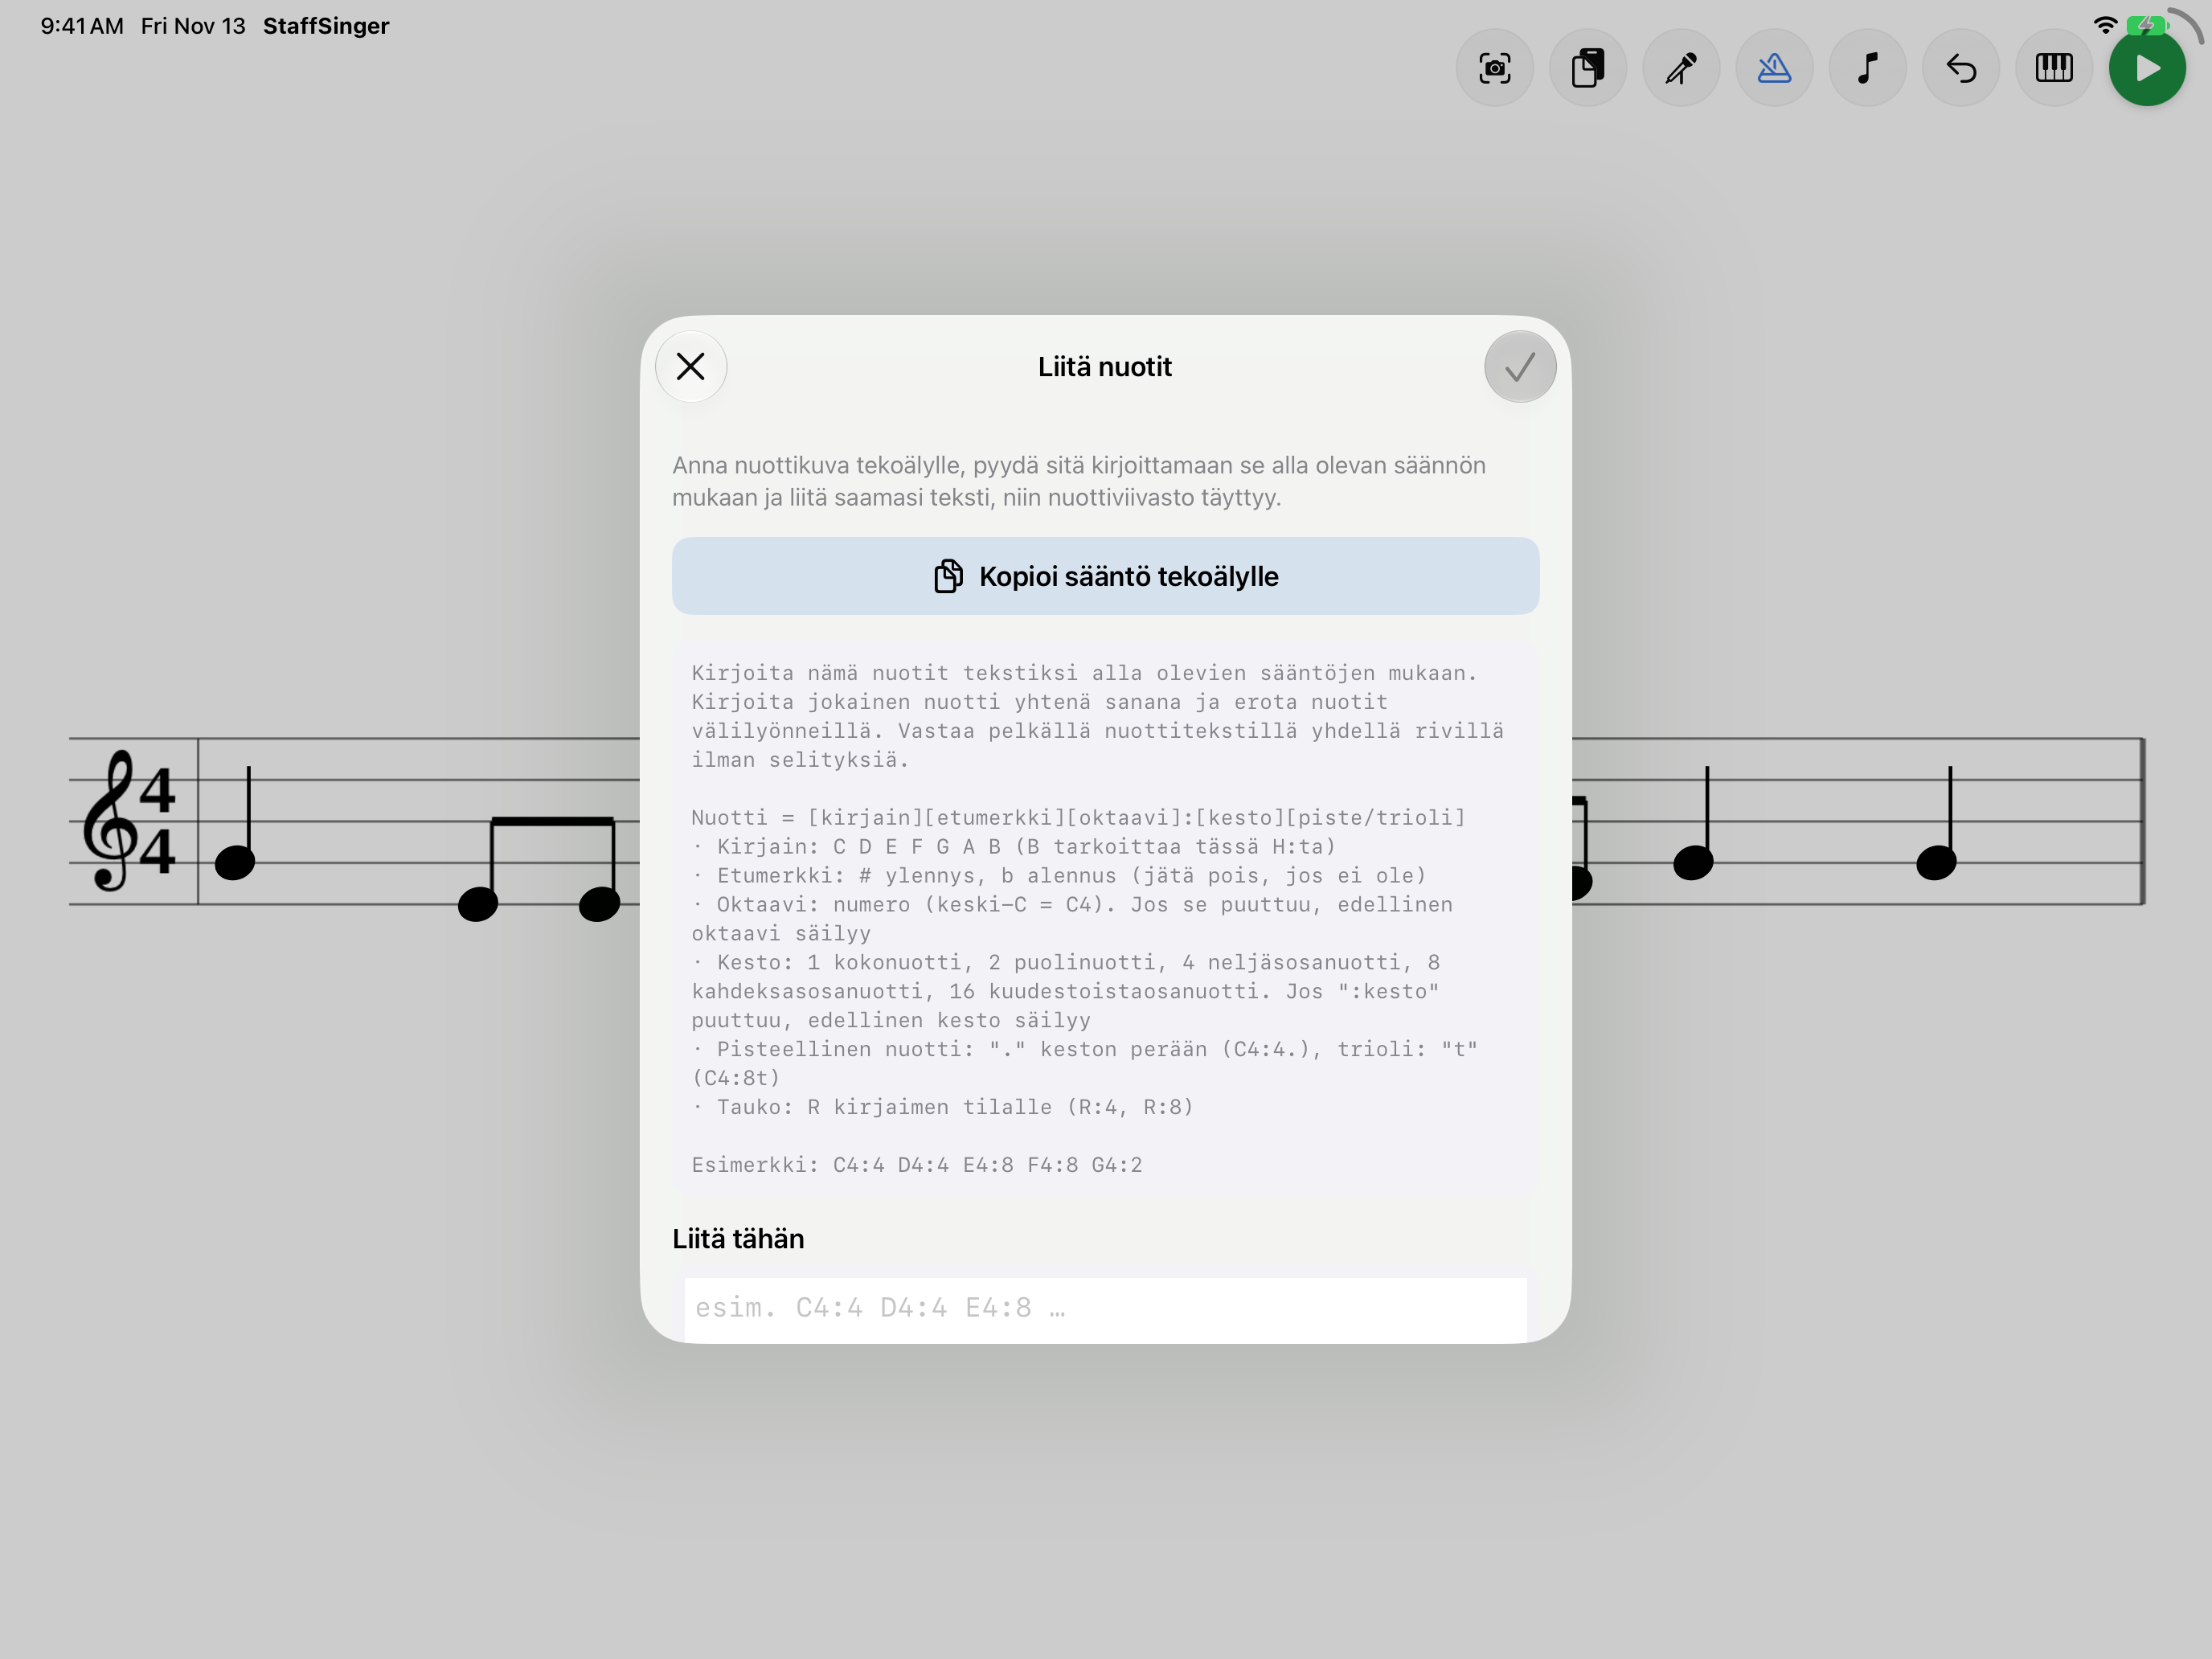 9:41 AM Fri Nov 13 StaffSinger
Liitä nuotit
Anna nuottikuva tekoälylle, pyydä sitä kirjoittamaan se alla olevan säännön
mukaan ja liitä saamasi teksti, niin nuottiviivasto täyttyy.
Kopioi sääntö tekoälylle
Kirjoita nämä nuotit tekstiksi alla olevien sääntöjen mukaan.
Kirjoita jokainen nuotti yhtenä sanana ja erota nuotit
välilyönneillä. Vastaa pelkällä nuottitekstillä yhdellä rivillä
ilman selityksiä.
Nuotti = [kirjain][etumerkki][oktaavi]:[kesto][piste/trioli]
· Kirjain: C D E F G A B (B tarkoittaa tässä H:ta)
· Etumerkki: # ylennys, b alennus (jätä pois, jos ei ole)
· Oktaavi: numero (keski-C = C4). Jos se puuttuu, edellinen
oktaavi säilyy
· Kesto: 1 kokonuotti, 2 puolinuotti, 4 neljäsosanuotti, 8
kahdeksasosanuotti, 16 kuudestoistaosanuotti. Jos ":kesto"
puuttuu, edellinen kesto säilyy
· Pisteellinen nuotti: "." keston perään (C4:4.), trioli: "t"
(C4:8t)
· Tauko: R kirjaimen tilalle (R:4, R:8)
Esimerkki: C4:4 D4:4 E4:8 F4:8 G4:2
Liitä tähän
esim. C4:4 D4:4 E4:8 …
4
4